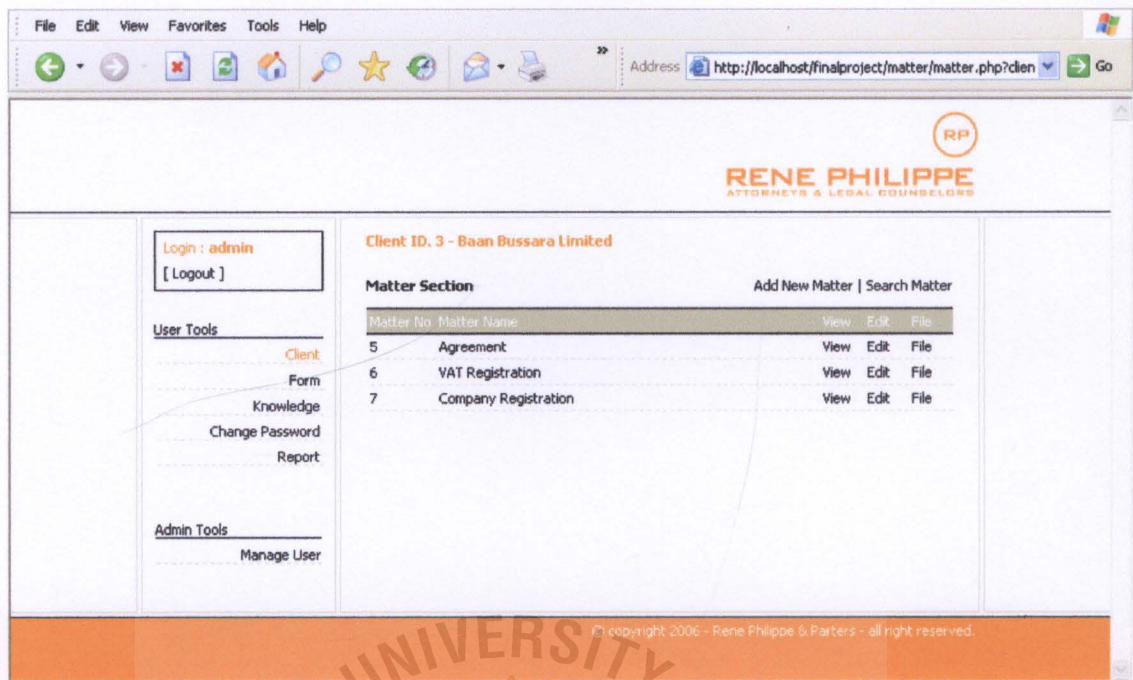 File Edit View Favorites Tools Help
Address http://localhost/finalproject/matter/matter.php?clien Go
RP
RENE PHILIPPE
ATTORNEYS & LEGAL COUNSELORS
Login : admin
[ Logout ]
User Tools
Client
Form
Knowledge
Change Password
Report
Admin Tools
Manage User
Client ID. 3 - Baan Bussara Limited
Matter Section Add New Matter | Search Matter
Matter No Matter Name View Edit File
5 Agreement View Edit File
6 VAT Registration View Edit File
7 Company Registration View Edit File
© copyright 2006 - Rene Philippe & Parters - all right reserved.
UNIVERSITY